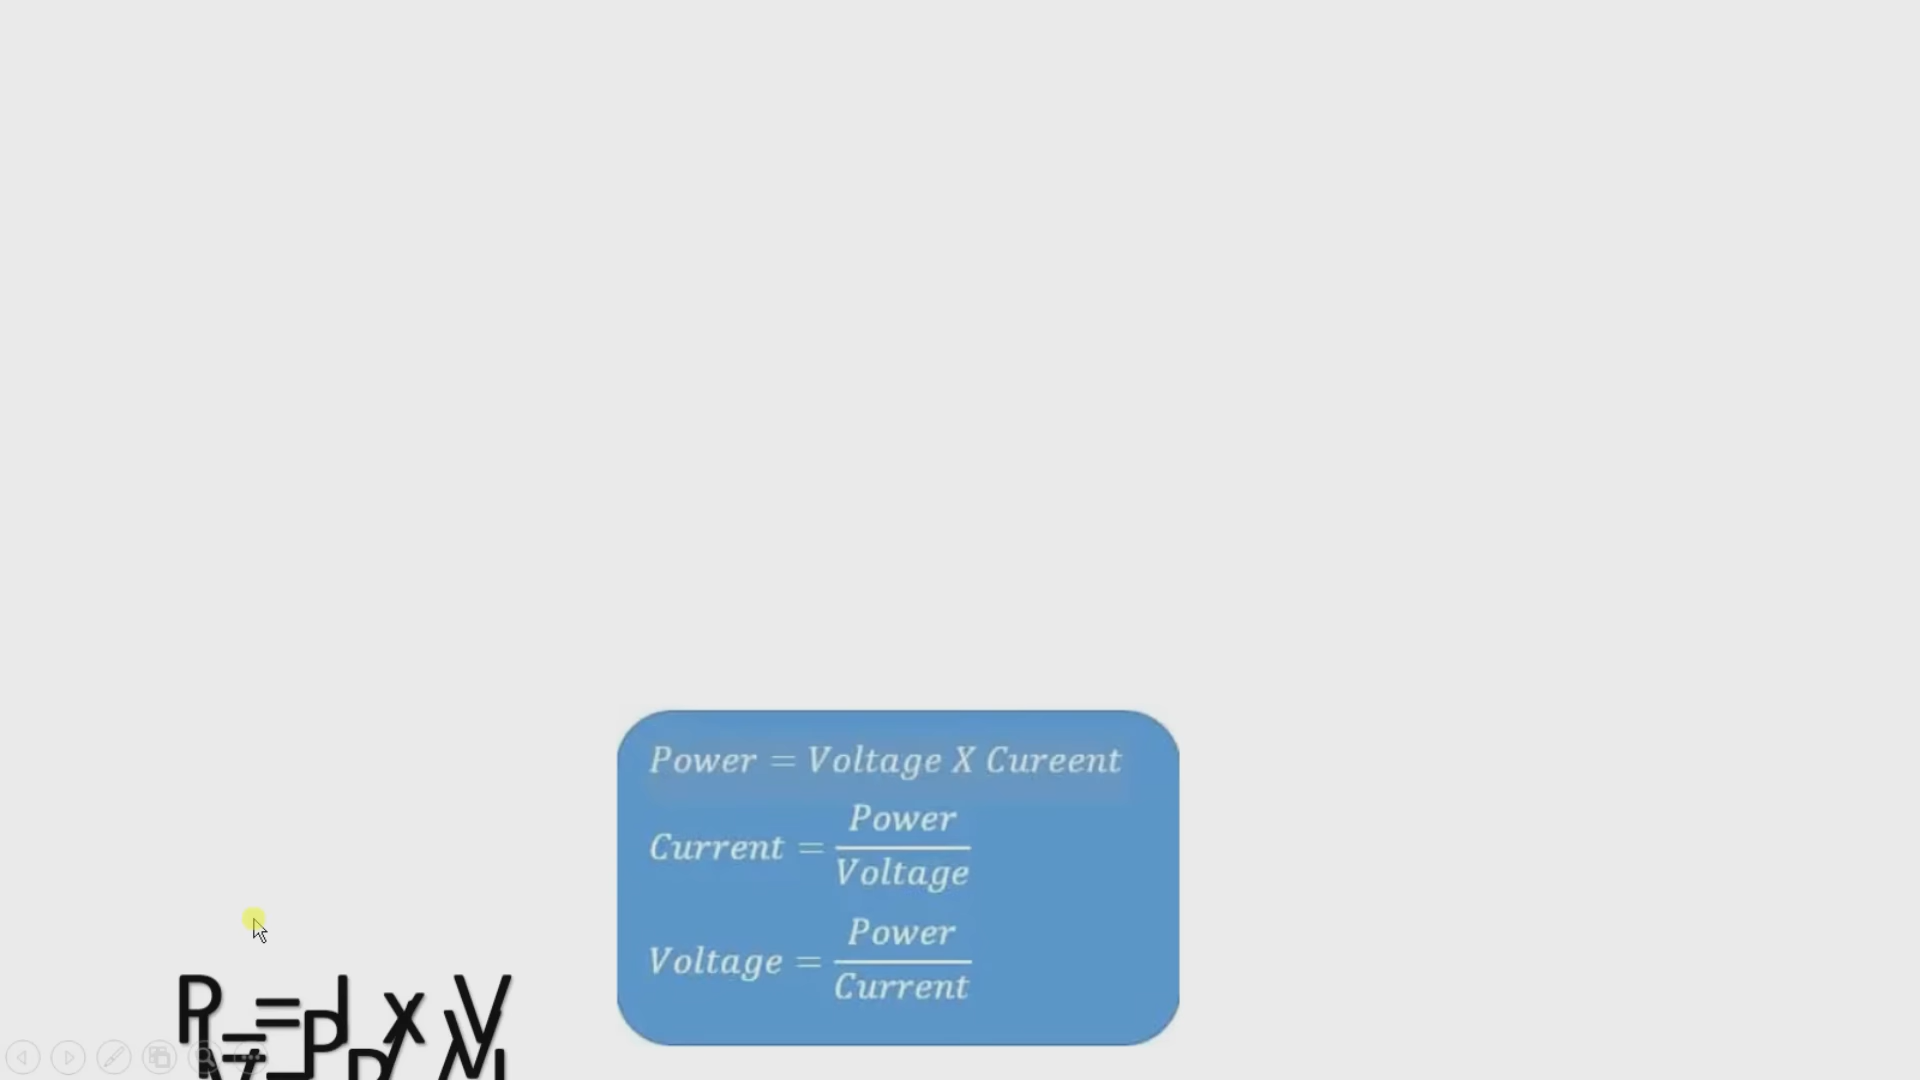 Power = Voltage X Cureent
Current = Power / Voltage
Voltage = Power / Current
P = I x V